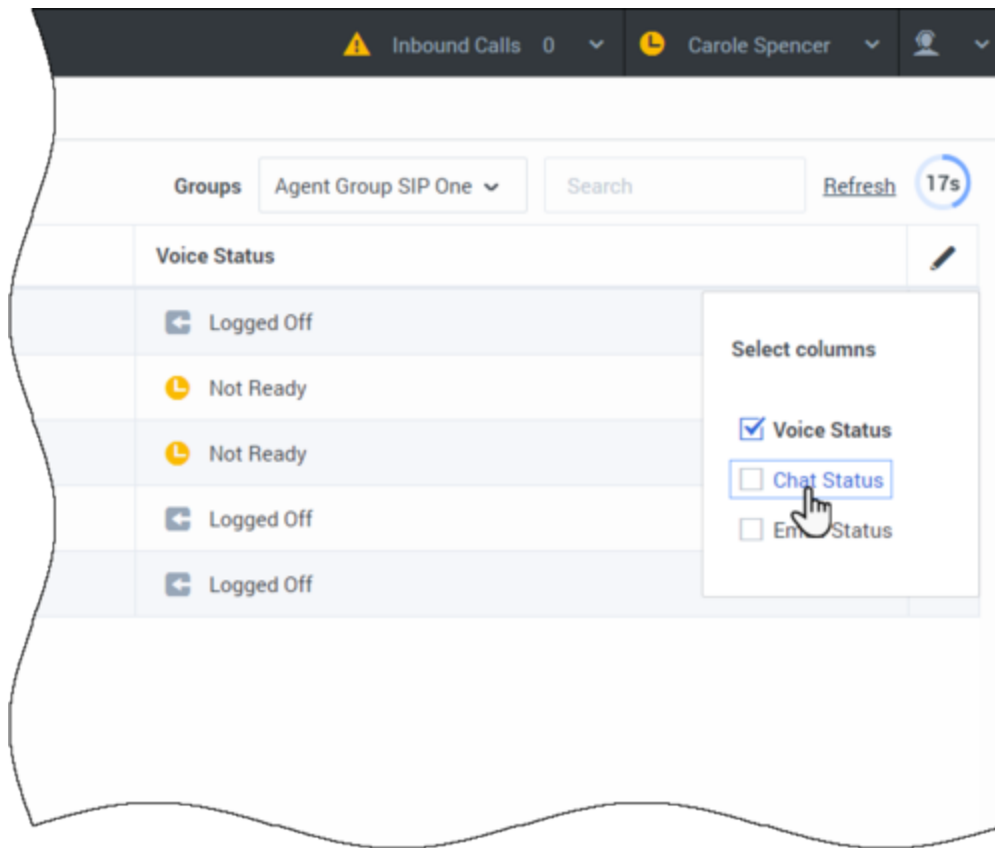 Inbound Calls 0 Carole Spencer
Groups Agent Group SIP One Search Refresh 17s
Voice Status
Logged Off
Select columns
Not Ready
Voice Status
Not Ready
Chat Status
Logged Off
Status
Logged Off